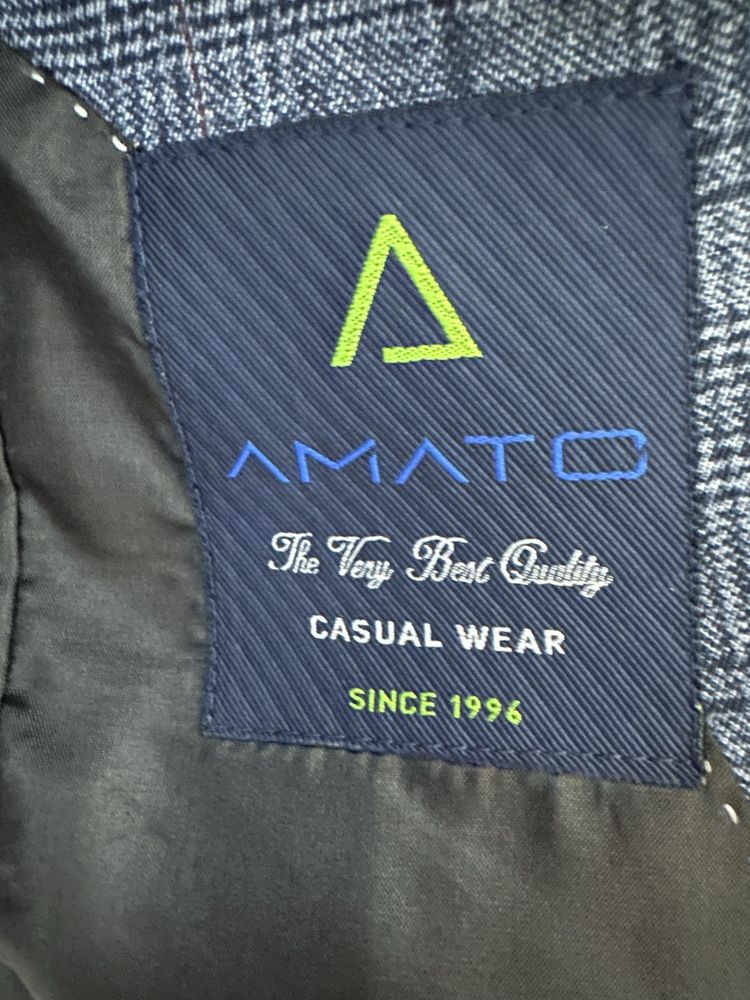 AMATO
The Very Best Quality
CASUAL WEAR
SINCE 1996